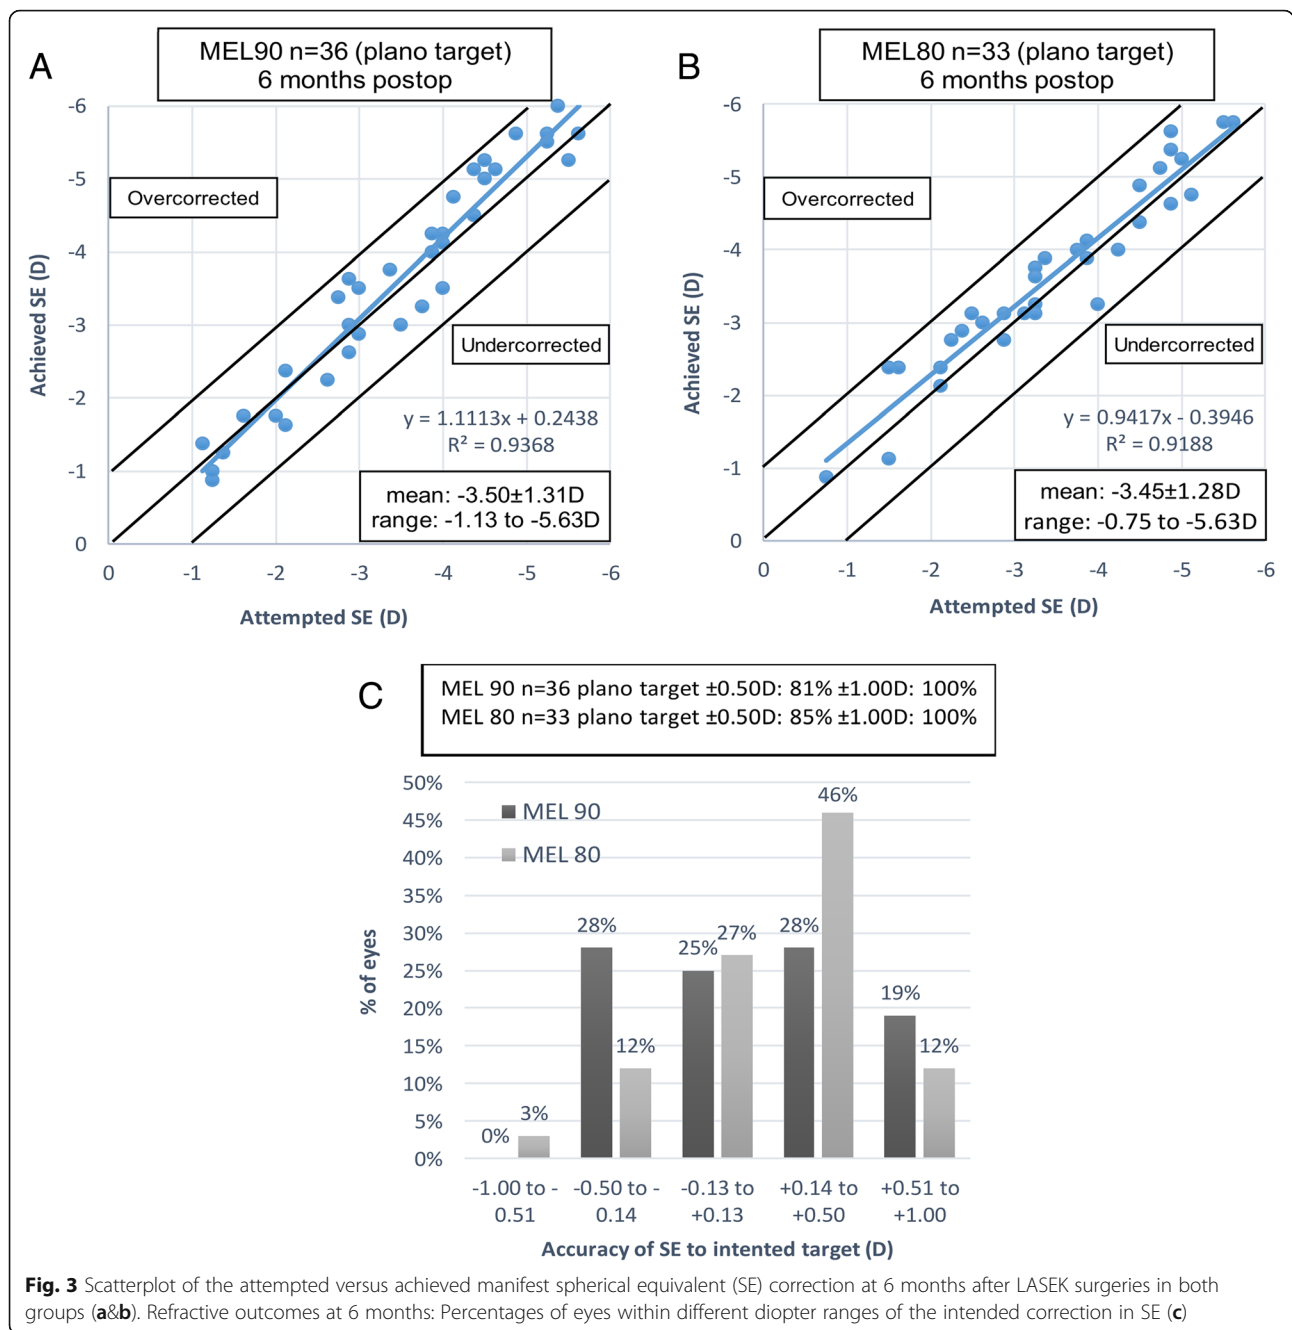 A
MEL90 n=36 (plano target)
6 months postop
-6
-5
-4
-3
-2
-1
0
Achieved SE (D)
Overcorrected
Undercorrected
y = 1.1113x + 0.2438
R² = 0.9368
mean: -3.50±1.31D
range: -1.13 to -5.63D
0 -1 -2 -3 -4 -5 -6
Attempted SE (D)
B
MEL80 n=33 (plano target)
6 months postop
-6
-5
-4
-3
-2
-1
0
Achieved SE (D)
Overcorrected
Undercorrected
y = 0.9417x - 0.3946
R² = 0.9188
mean: -3.45±1.28D
range: -0.75 to -5.63D
0 -1 -2 -3 -4 -5 -6
Attempted SE (D)
C
MEL 90 n=36 plano target ±0.50D: 81% ±1.00D: 100%
MEL 80 n=33 plano target ±0.50D: 85% ±1.00D: 100%
50%
45%
40%
35%
30%
25%
20%
15%
10%
5%
0%
% of eyes
MEL 90
MEL 80
0% 3%
28% 12%
25% 27%
28% 46%
19% 12%
-1.00 to -
0.51
-0.50 to -
0.14
-0.13 to
+0.13
+0.14 to
+0.50
+0.51 to
+1.00
Accuracy of SE to intented target (D)
Fig. 3 Scatterplot of the attempted versus achieved manifest spherical equivalent (SE) correction at 6 months after LASEK surgeries in both
groups (a&b). Refractive outcomes at 6 months: Percentages of eyes within different diopter ranges of the intended correction in SE (c)